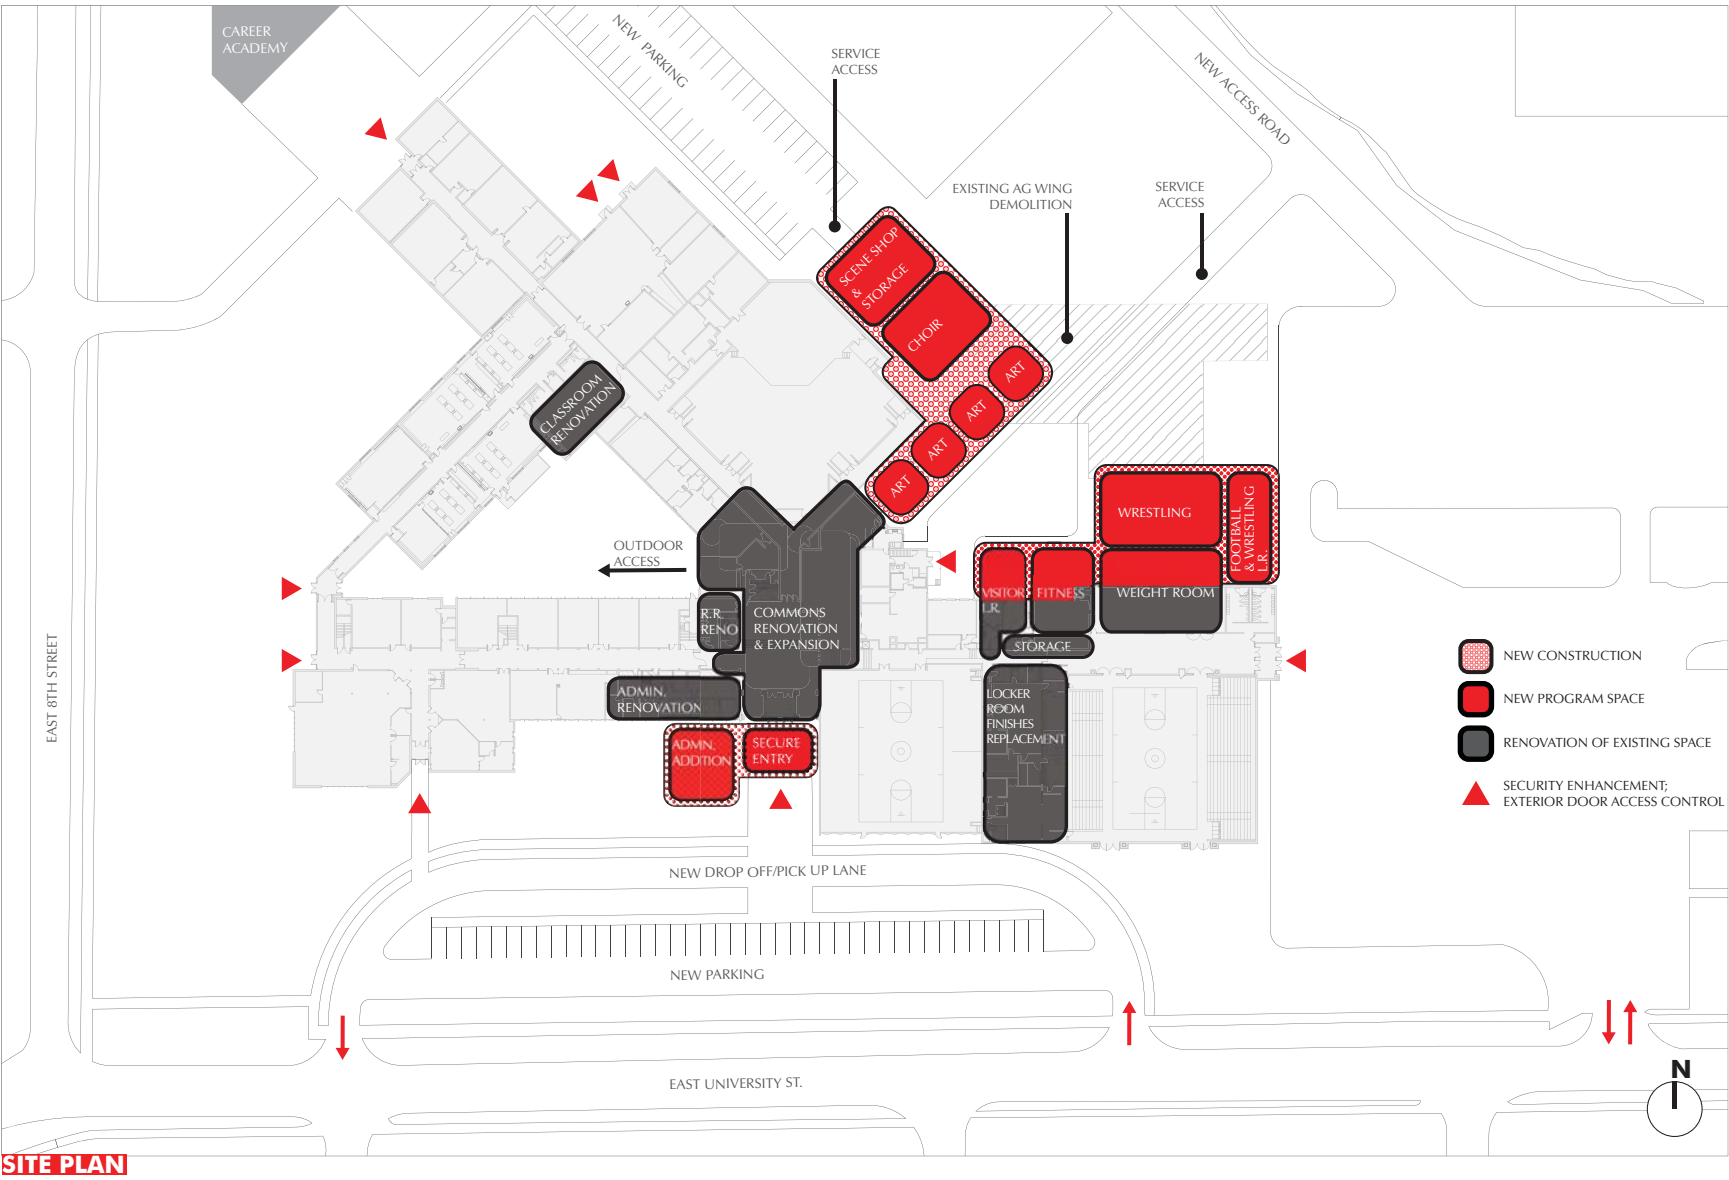 CAREER
ACADEMY
NEW PARKING
SERVICE
ACCESS
NEW ACCESS ROAD
EXISTING AG WING
DEMOLITION
SERVICE
ACCESS
SCENE SHOP
&
STORAGE
CHOIR
ART
ART
ART
ART
CLASSROOM
RENOVATION
WRESTLING
FOOTBALL
& WRESTLING
L.R.
OUTDOOR
ACCESS
VISITOR
L.R.
FITNESS
WEIGHT ROOM
R.R.
RENO
COMMONS
RENOVATION
& EXPANSION
STORAGE
EAST 8TH STREET
ADMIN.
RENOVATION
LOCKER
ROOM
FINISHES
REPLACEMENT
ADMIN.
ADDITION
SECURE
ENTRY
NEW CONSTRUCTION
NEW PROGRAM SPACE
RENOVATION OF EXISTING SPACE
SECURITY ENHANCEMENT;
EXTERIOR DOOR ACCESS CONTROL
NEW DROP OFF/PICK UP LANE
NEW PARKING
EAST UNIVERSITY ST.
N
SITE PLAN